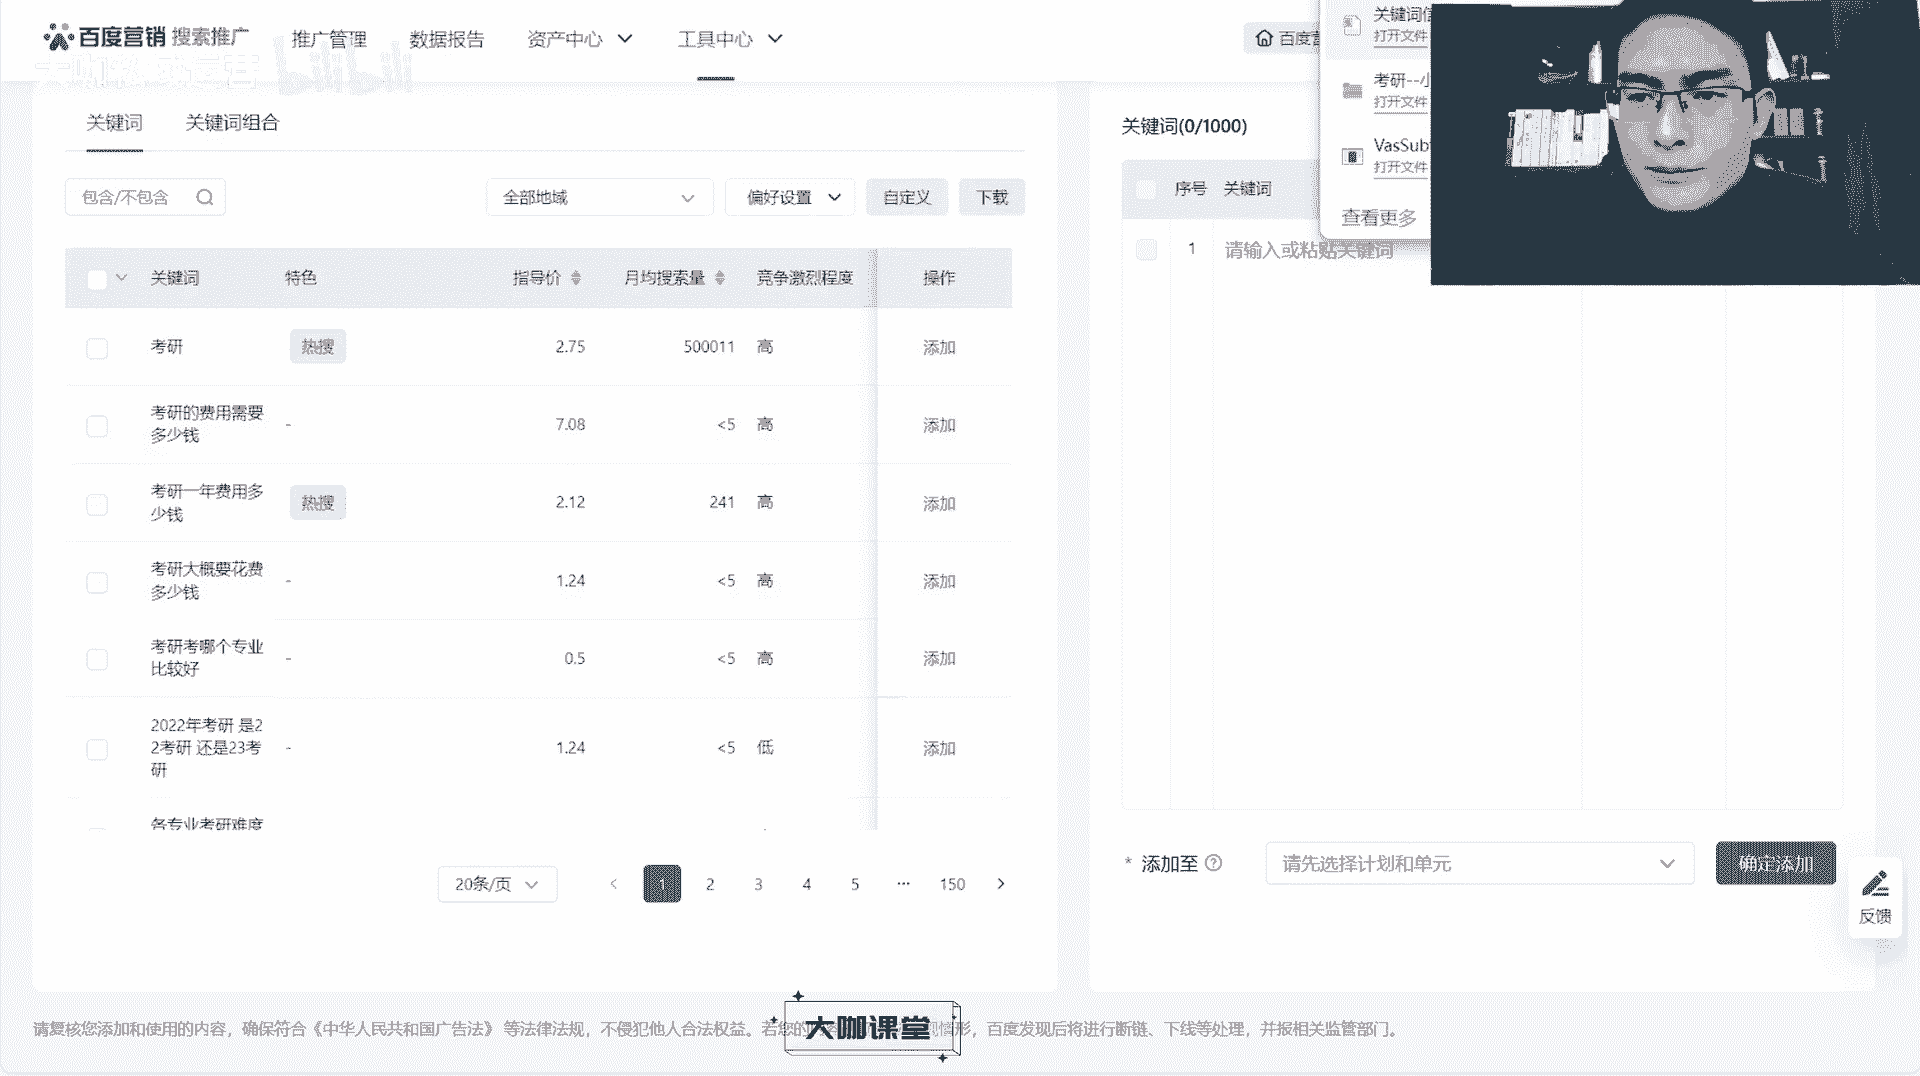 百度营销 搜索推广
推广管理
数据报告
资产中心
工具中心
关键词
打开文件
考研--小
打开文件
VasSub
打开文件
查看更多
bilibili
关键词
关键词组合
包含/不包含
全部地域
偏好设置
自定义
下载
关键词
特色
指导价
月均搜索量
竞争激烈程度
操作
考研
热搜
2.75
500011
高
添加
考研的费用需要
多少钱
-
7.08
<5
高
添加
考研一年费用多
少钱
热搜
2.12
241
高
添加
考研大概要花费
多少钱
-
1.24
<5
高
添加
考研考哪个专业
比较好
-
0.5
<5
高
添加
2022年考研 是2
2考研 还是23考
研
-
1.24
<5
低
添加
各专业考研难度
20条/页
1
2
3
4
5
···
150
关键词(0/1000)
序号
关键词
1
请输入或粘贴关键词
* 添加至
请先选择计划和单元
确定添加
反馈
请复核您添加和使用的内容，确保符合《中华人民共和国广告法》 等法律法规，不侵犯他人合法权益。若您的
情形，百度发现后将进行断链、下线等处理，并报相关监管部门。
大咖课堂